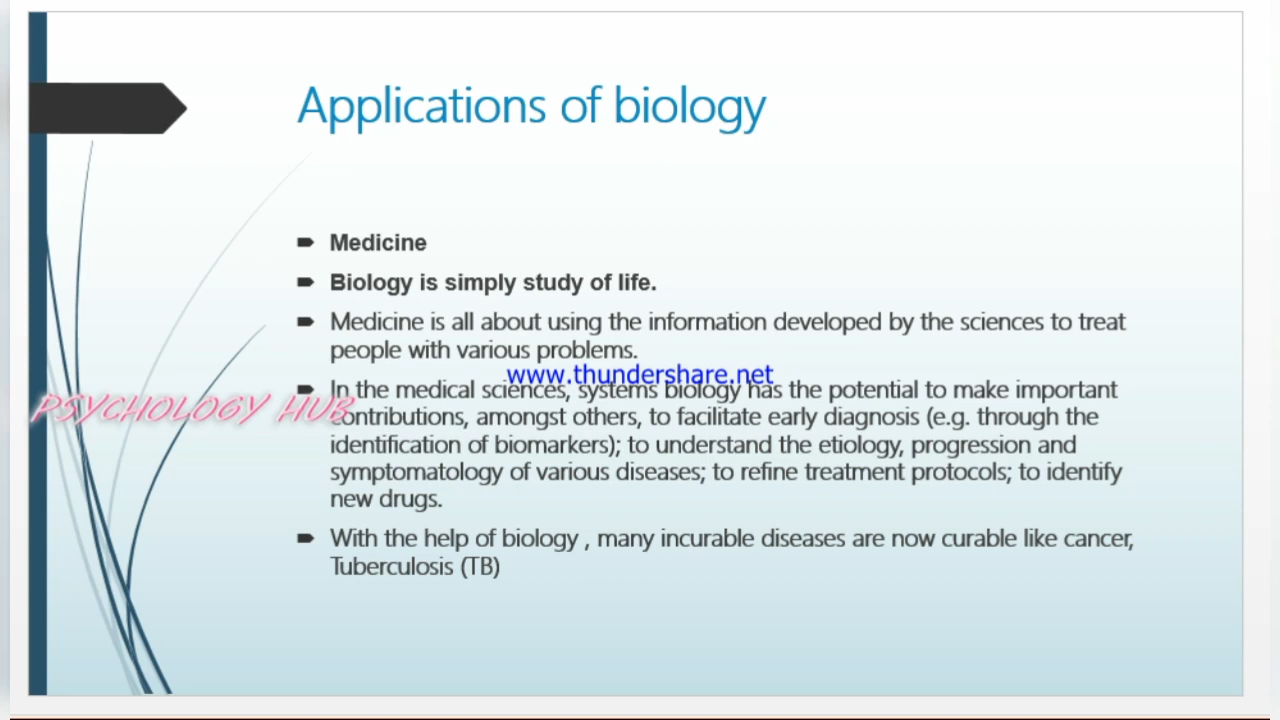 Applications of biology
Medicine
Biology is simply study of life.
Medicine is all about using the information developed by the sciences to treat
people with various problems.
www.thundershare.net
In the medical sciences, systems biology has the potential to make important
PSYCHOLOGY HUB
contributions, amongst others, to facilitate early diagnosis (e.g. through the
identification of biomarkers); to understand the etiology, progression and
symptomatology of various diseases; to refine treatment protocols; to identify
new drugs.
With the help of biology , many incurable diseases are now curable like cancer,
Tuberculosis (TB)